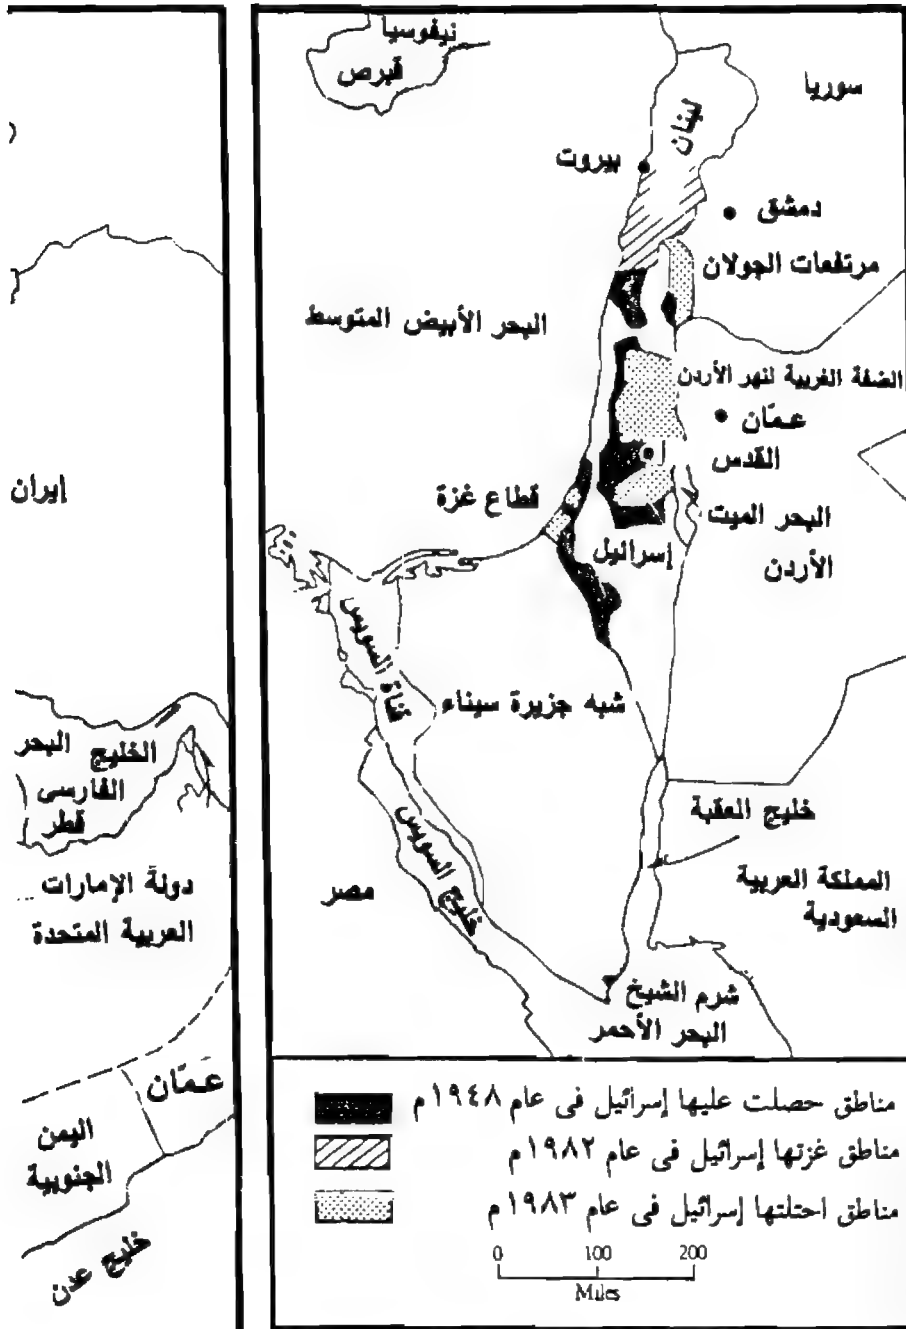 نيفوسيا
قبرص
سوريا
لبنان
بيروت
دمشق
مرتفعات الجولان
البحر الأبيض المتوسط
الضفة الغربية لنهر الأردن
عمّان
القدس
قطاع غزة
البحر الميت
إسرائيل
الأردن
قناة السويس
شبه جزيرة سيناء
خليج العقبة
خليج السويس
مصر
المملكة العربية
السعودية
شرم الشيخ
البحر الأحمر
مناطق حصلت عليها إسرائيل فى عام ١٩٤٨م
مناطق غزتها إسرائيل فى عام ١٩٨٢م
مناطق احتلتها إسرائيل فى عام ١٩٨٣م
0 100 200
Miles
إيران
الخليج البحر
الفارسى
قطر
دولة الإمارات
العربية المتحدة
عمّان
اليمن
الجنوبية
خليج عدن